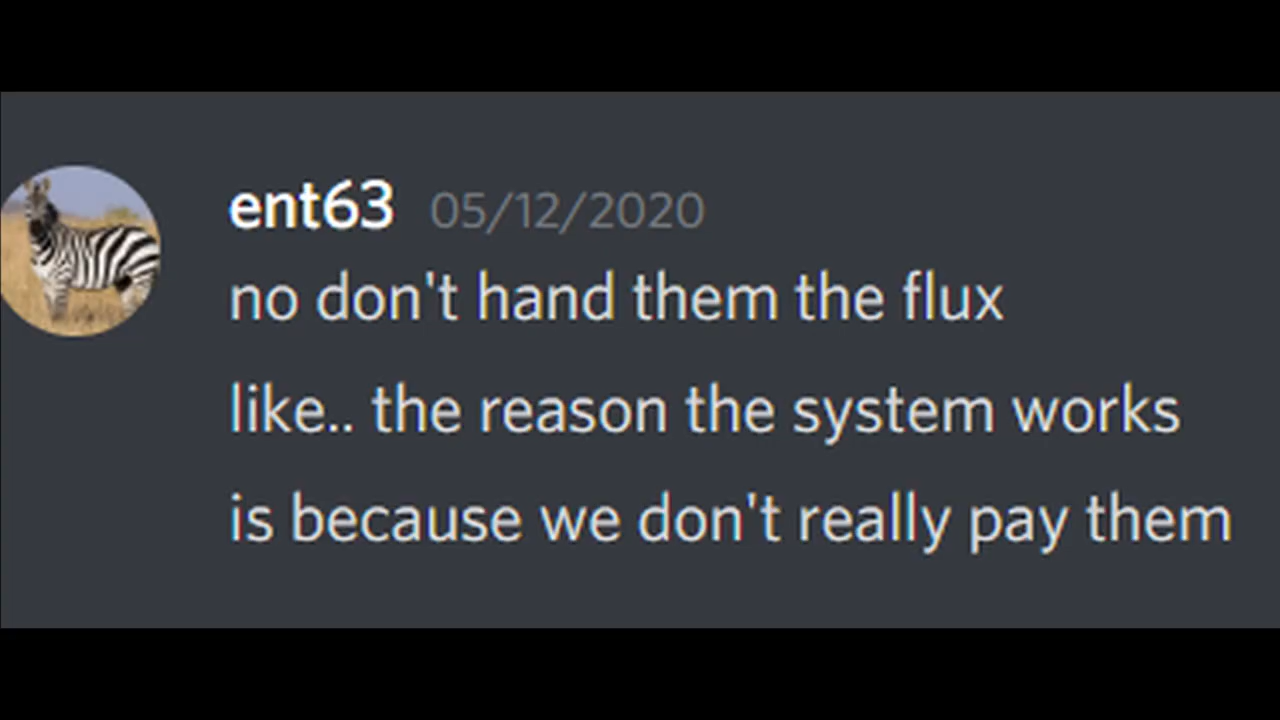 ent63 05/12/2020
no don't hand them the flux
like.. the reason the system works
is because we don't really pay them